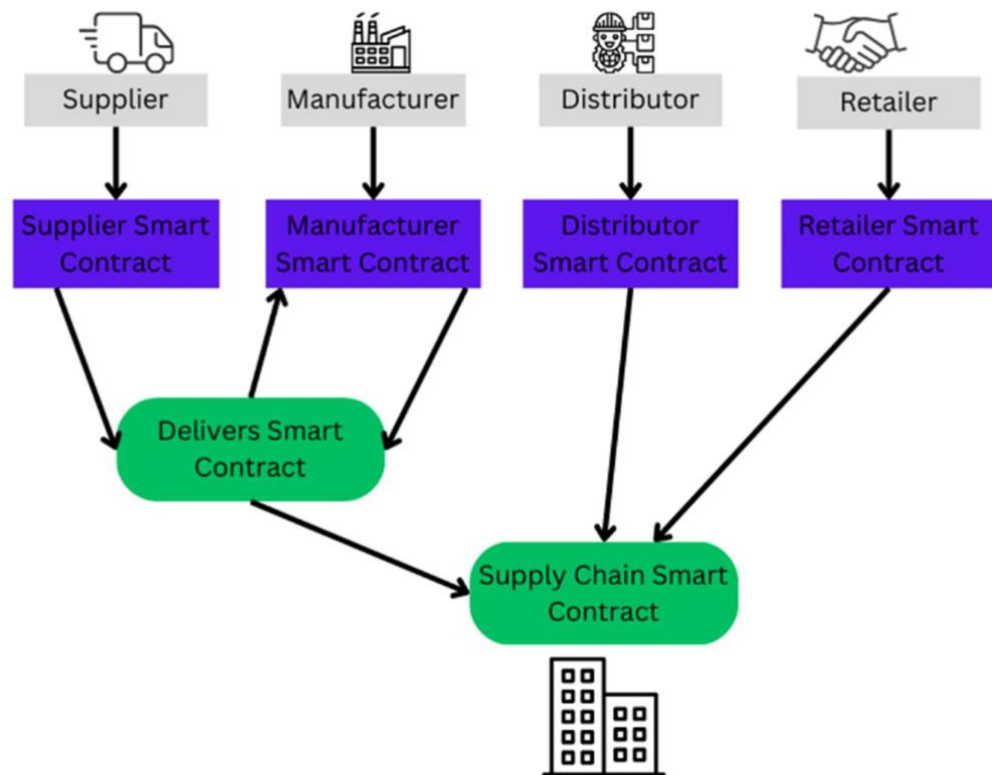 Supplier
Manufacturer
Distributor
Retailer
Supplier Smart
Contract
Manufacturer
Smart Contract
Distributor
Smart Contract
Retailer Smart
Contract
Delivers Smart
Contract
Supply Chain Smart
Contract